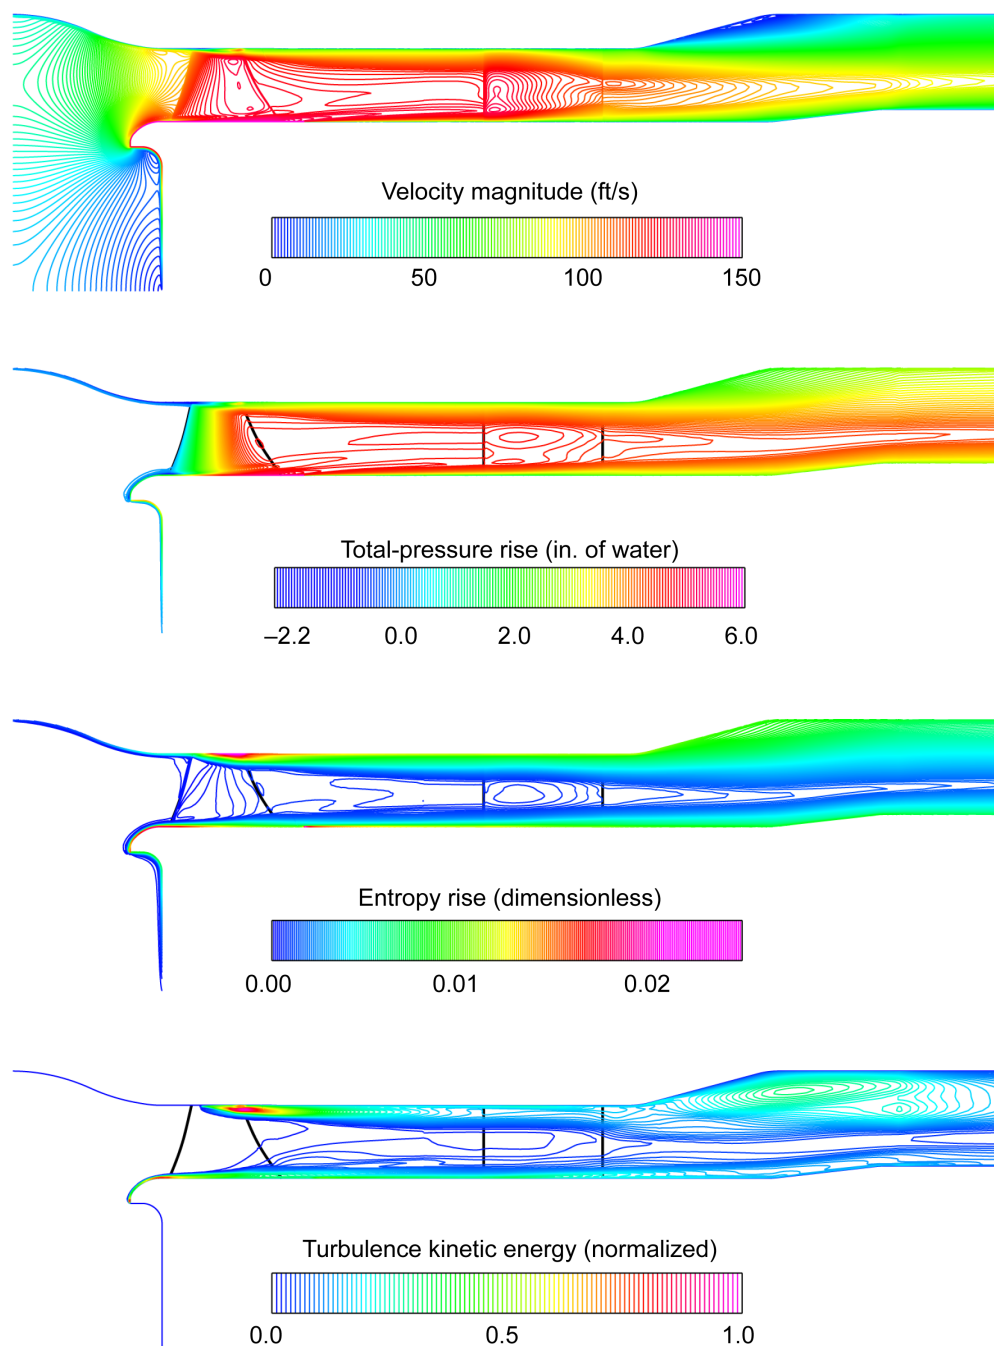 Velocity magnitude (ft/s)
0 50 100 150
Total-pressure rise (in. of water)
–2.2 0.0 2.0 4.0 6.0
Entropy rise (dimensionless)
0.00 0.01 0.02
Turbulence kinetic energy (normalized)
0.0 0.5 1.0